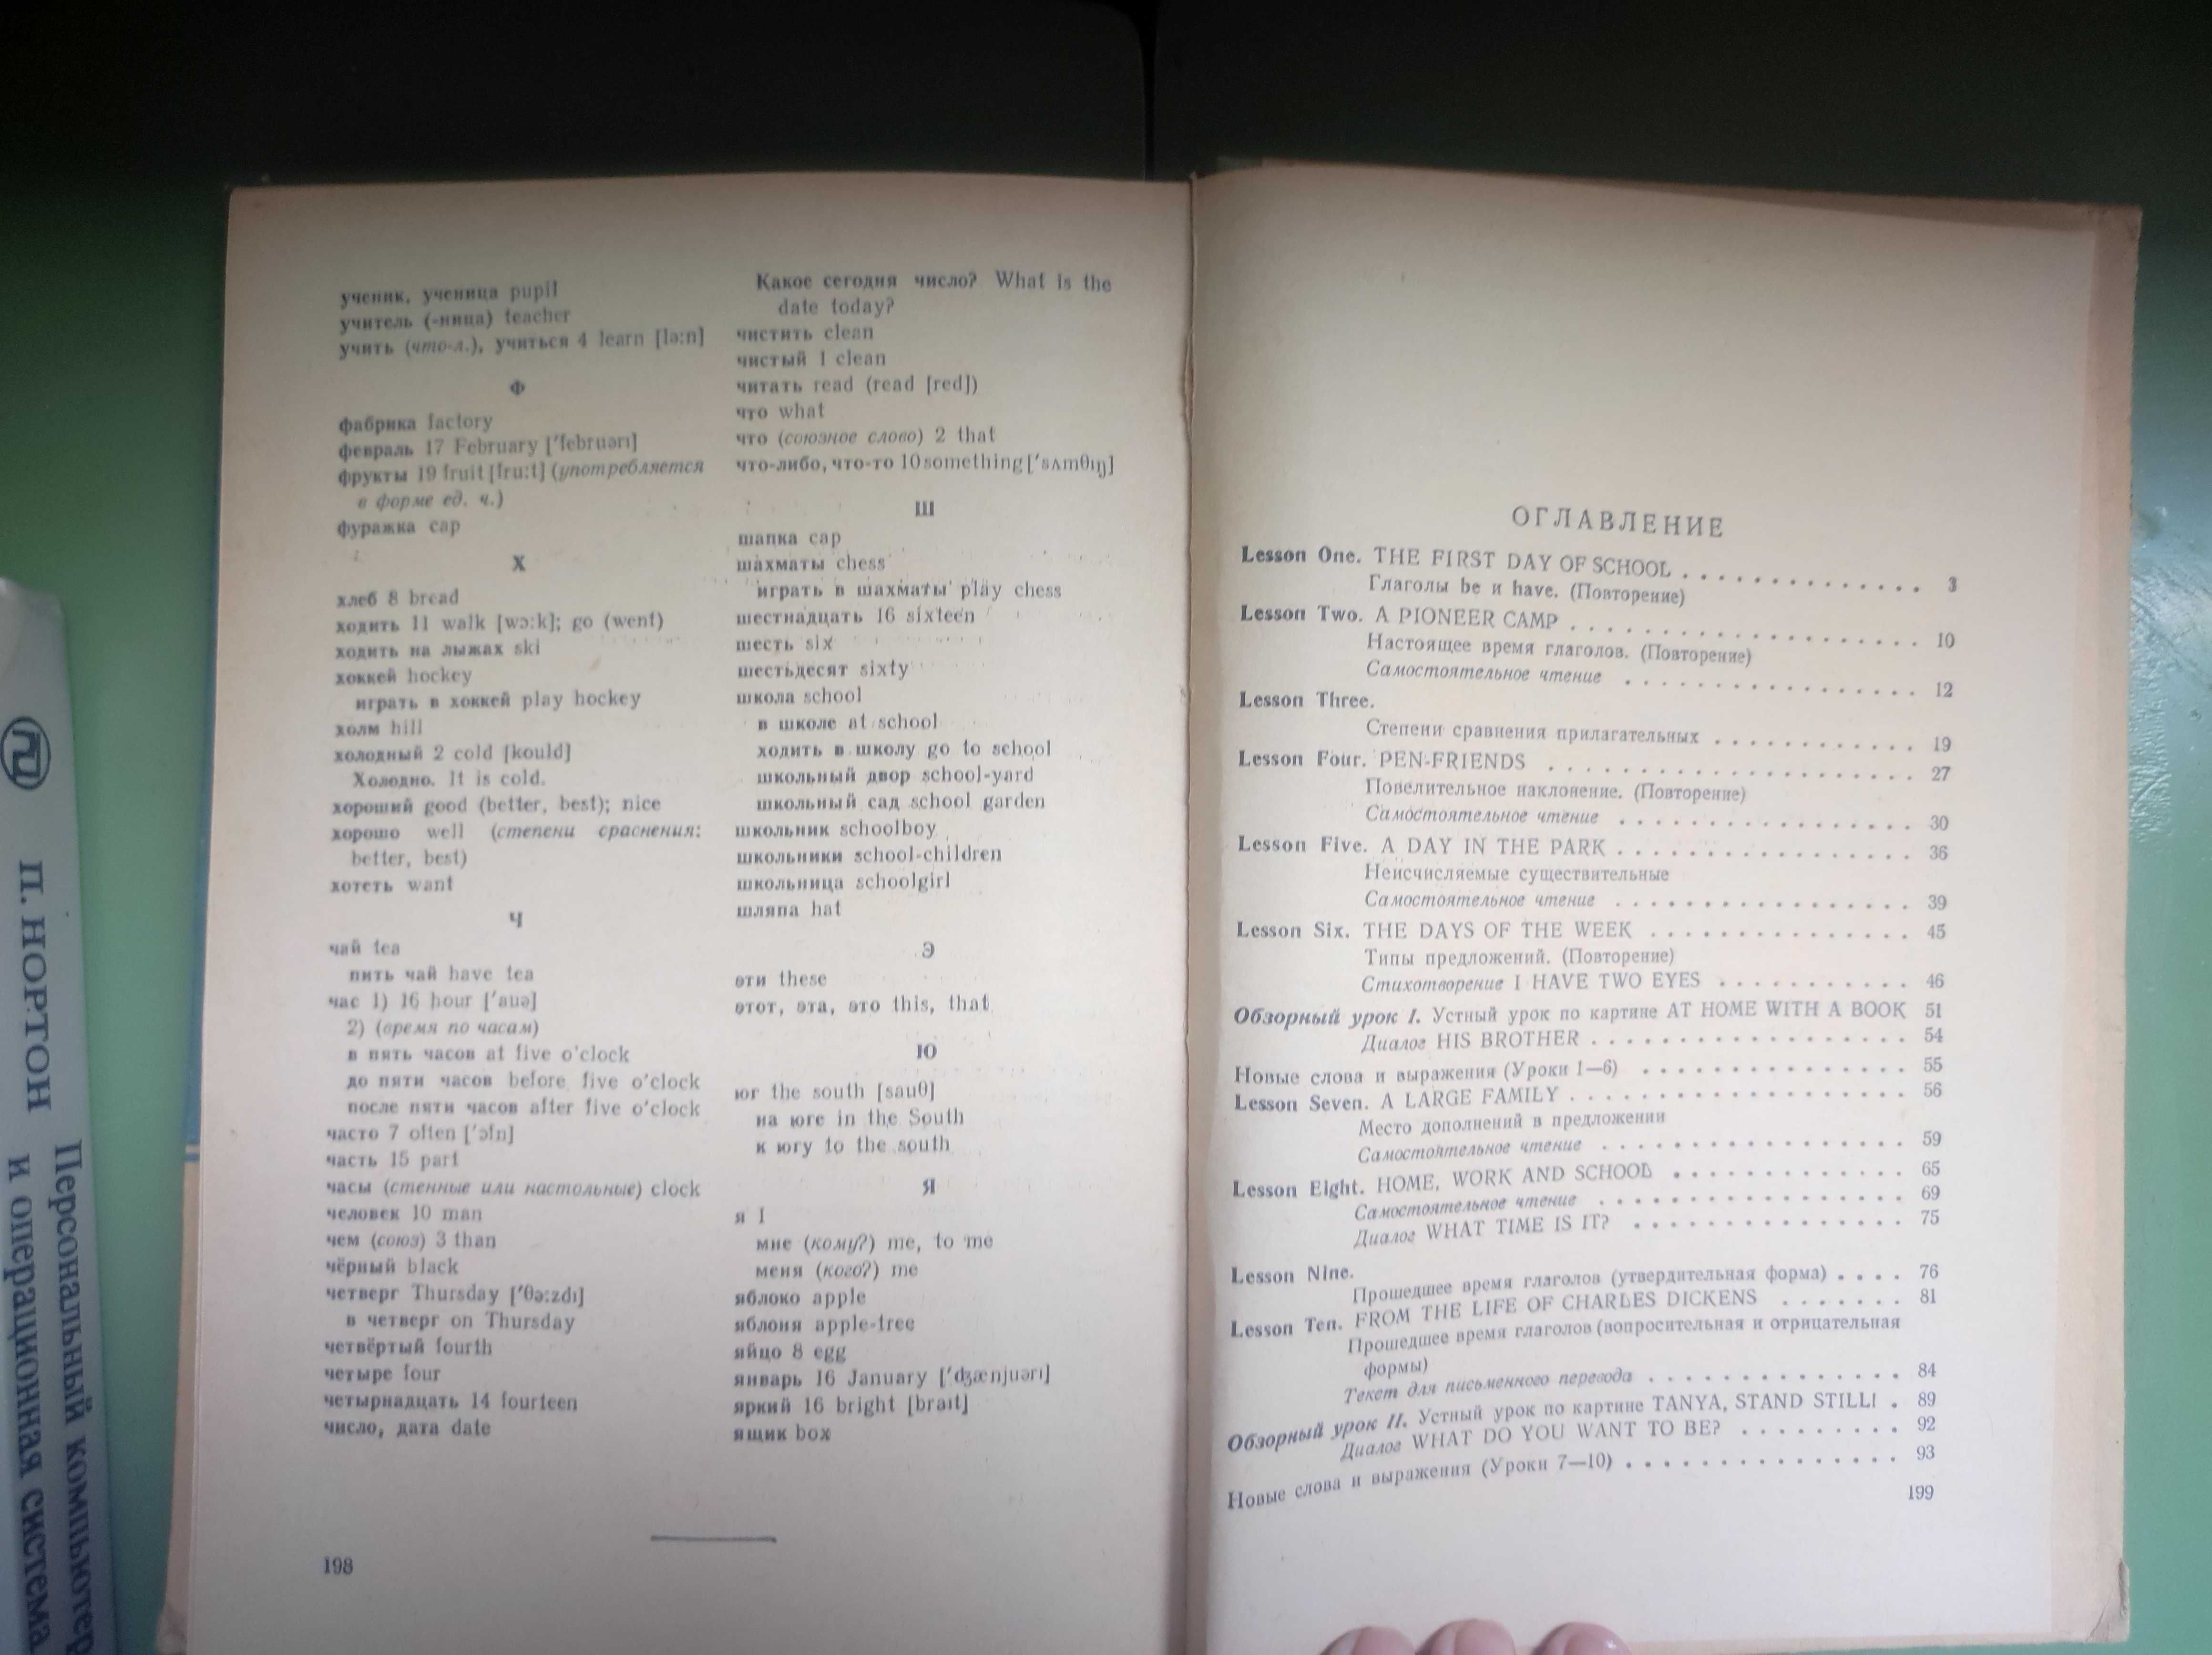 П. НОРТОН
Персональный компьютер
и операционная система
ученик, ученица pupil
учитель (-ница) teacher
учить (что-л.), учиться 4 learn [lə:n]
Ф
фабрика factory
февраль 17 February ['februərɪ]
фрукты 19 fruit [fru:t] (употребляется
в форме ед. ч.)
фуражка cap
Х
хлеб 8 bread
ходить 11 walk [wɔ:k]; go (went)
ходить на лыжах ski
хоккей hockey
играть в хоккей play hockey
холм hill
холодный 2 cold [kould]
Холодно. It is cold.
хороший good (better, best); nice
хорошо well (степени сраснения:
better, best)
хотеть want
Ч
чай tea
пить чай have tea
час 1) 16 hour ['auə]
2) (время по часам)
в пять часов at five o'clock
до пяти часов before five o'clock
после пяти часов after five o'clock
часто 7 often ['ɔfn]
часть 15 part
часы (стенные или настольные) clock
человек 10 man
чем (союз) 3 than
чёрный black
четверг Thursday ['θə:zdɪ]
в четверг on Thursday
четвёртый fourth
четыре four
четырнадцать 14 fourteen
число, дата date
198
Какое сегодня число? What is the
date today?
чистить clean
чистый 1 clean
читать read (read [red])
что what
что (союзное слово) 2 that
что-либо, что-то 10 something ['sʌmθɪŋ]
Ш
шапка cap
шахматы chess
играть в шахматы play chess
шестнадцать 16 sixteen
шесть six
шестьдесят sixty
школа school
в школе at school
ходить в школу go to school
школьный двор school-yard
школьный сад school garden
школьник schoolboy
школьники school-children
школьница schoolgirl
шляпа hat
Э
эти these
этот, эта, это this, that
Ю
юг the south [sauθ]
на юге in the South
к югу to the south
Я
я I
мне (кому?) me, to me
меня (кого?) me
яблоко apple
яблоня apple-tree
яйцо 8 egg
январь 16 January ['ʤænjuərɪ]
яркий 16 bright [braɪt]
ящик box
ОГЛАВЛЕНИЕ
Lesson One. THE FIRST DAY OF SCHOOL . . . . . . . . . . . . . . 3
Глаголы be и have. (Повторение)
Lesson Two. A PIONEER CAMP . . . . . . . . . . . . . . . . . . . . 10
Настоящее время глаголов. (Повторение)
Самостоятельное чтение . . . . . . . . . . . . . . . . . 12
Lesson Three.
Степени сравнения прилагательных . . . . . . . . . . . . 19
Lesson Four. PEN-FRIENDS . . . . . . . . . . . . . . . . . . . . . 27
Повелительное наклонение. (Повторение)
Самостоятельное чтение . . . . . . . . . . . . . . . . . 30
Lesson Five. A DAY IN THE PARK . . . . . . . . . . . . . . . . . 36
Неисчисляемые существительные
Самостоятельное чтение . . . . . . . . . . . . . . . . . 39
Lesson Six. THE DAYS OF THE WEEK . . . . . . . . . . . . . . . 45
Типы предложений. (Повторение)
Стихотворение I HAVE TWO EYES . . . . . . . . . . . 46
Обзорный урок I. Устный урок по картине AT HOME WITH A BOOK 51
Диалог HIS BROTHER . . . . . . . . . . . . . . . . . . 54
Новые слова и выражения (Уроки 1—6) . . . . . . . . . . . . . . . 55
Lesson Seven. A LARGE FAMILY . . . . . . . . . . . . . . . . . . . 56
Место дополнений в предложении
Самостоятельное чтение . . . . . . . . . . . . . . . . . 59
Lesson Eight. HOME, WORK AND SCHOOL . . . . . . . . . . . . . 65
Самостоятельное чтение . . . . . . . . . . . . . . . . . 69
Диалог WHAT TIME IS IT? . . . . . . . . . . . . . . . 75
Lesson Nine.
Прошедшее время глаголов (утвердительная форма) . . . . 76
Lesson Ten. FROM THE LIFE OF CHARLES DICKENS . . . . . . . 81
Прошедшее время глаголов (вопросительная и отрицательная
формы)
Текст для письменного перевода . . . . . . . . . . . . . . 84
Обзорный урок II. Устный урок по картине TANYA, STAND STILL! . 89
Диалог WHAT DO YOU WANT TO BE? . . . . . . . . . 92
Новые слова и выражения (Уроки 7—10) . . . . . . . . . . . . . . . 93
199